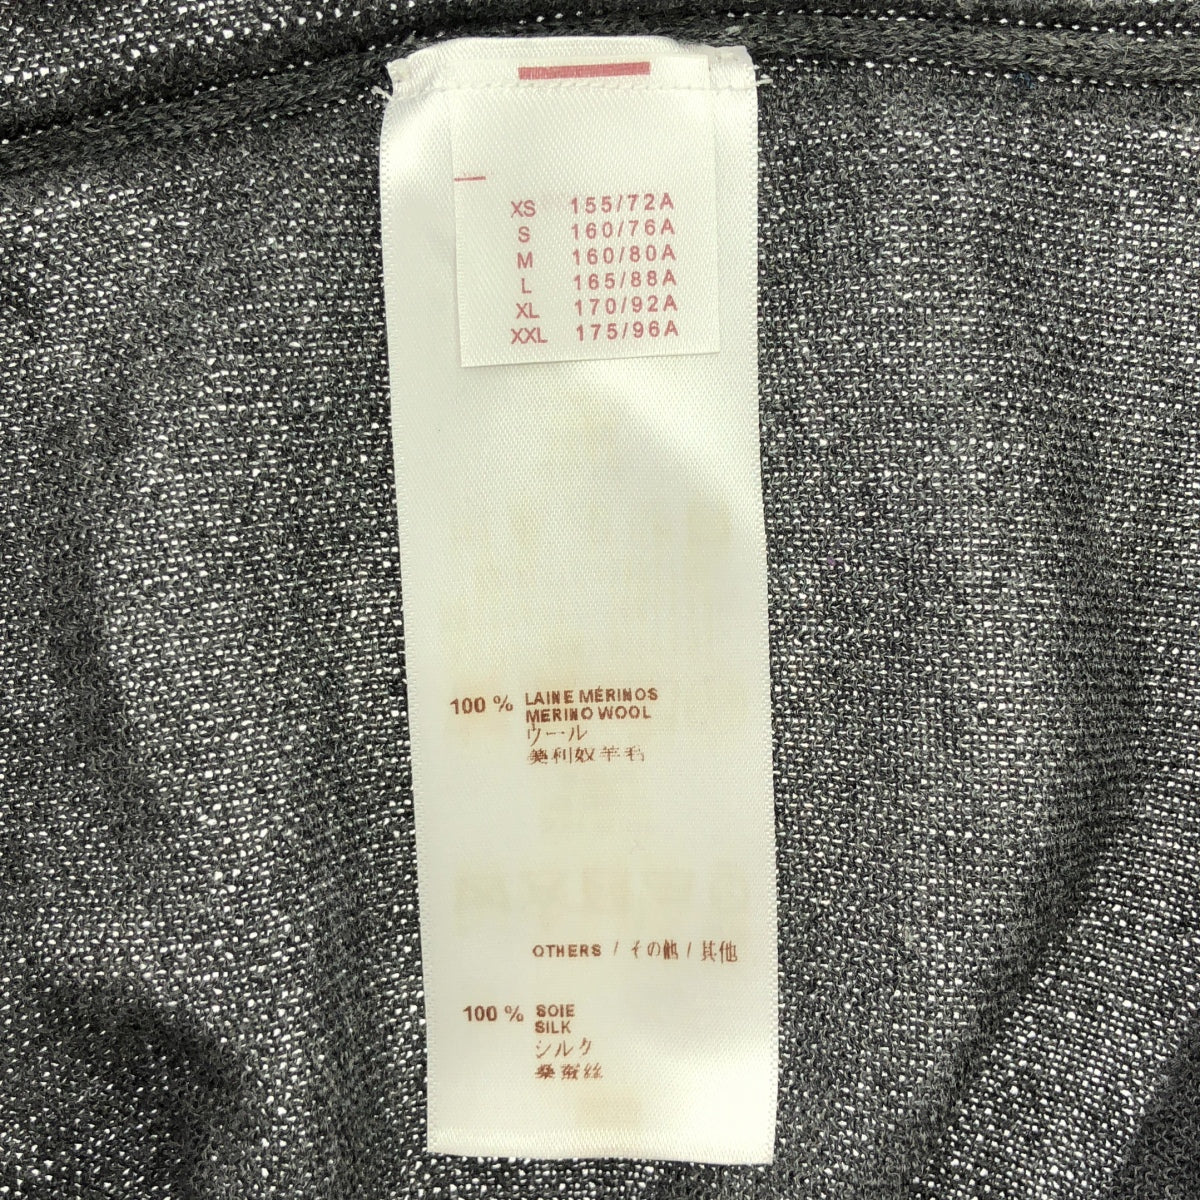 XS 155/72A
S 160/76A
M 160/80A
L 165/88A
XL 170/92A
XXL 175/96A
100 % LAINE MÉRINOS
MERINO WOOL
ウール
美利奴羊毛
OTHERS / その他 / 其他
100 % SOIE
SILK
シルク
桑蚕丝